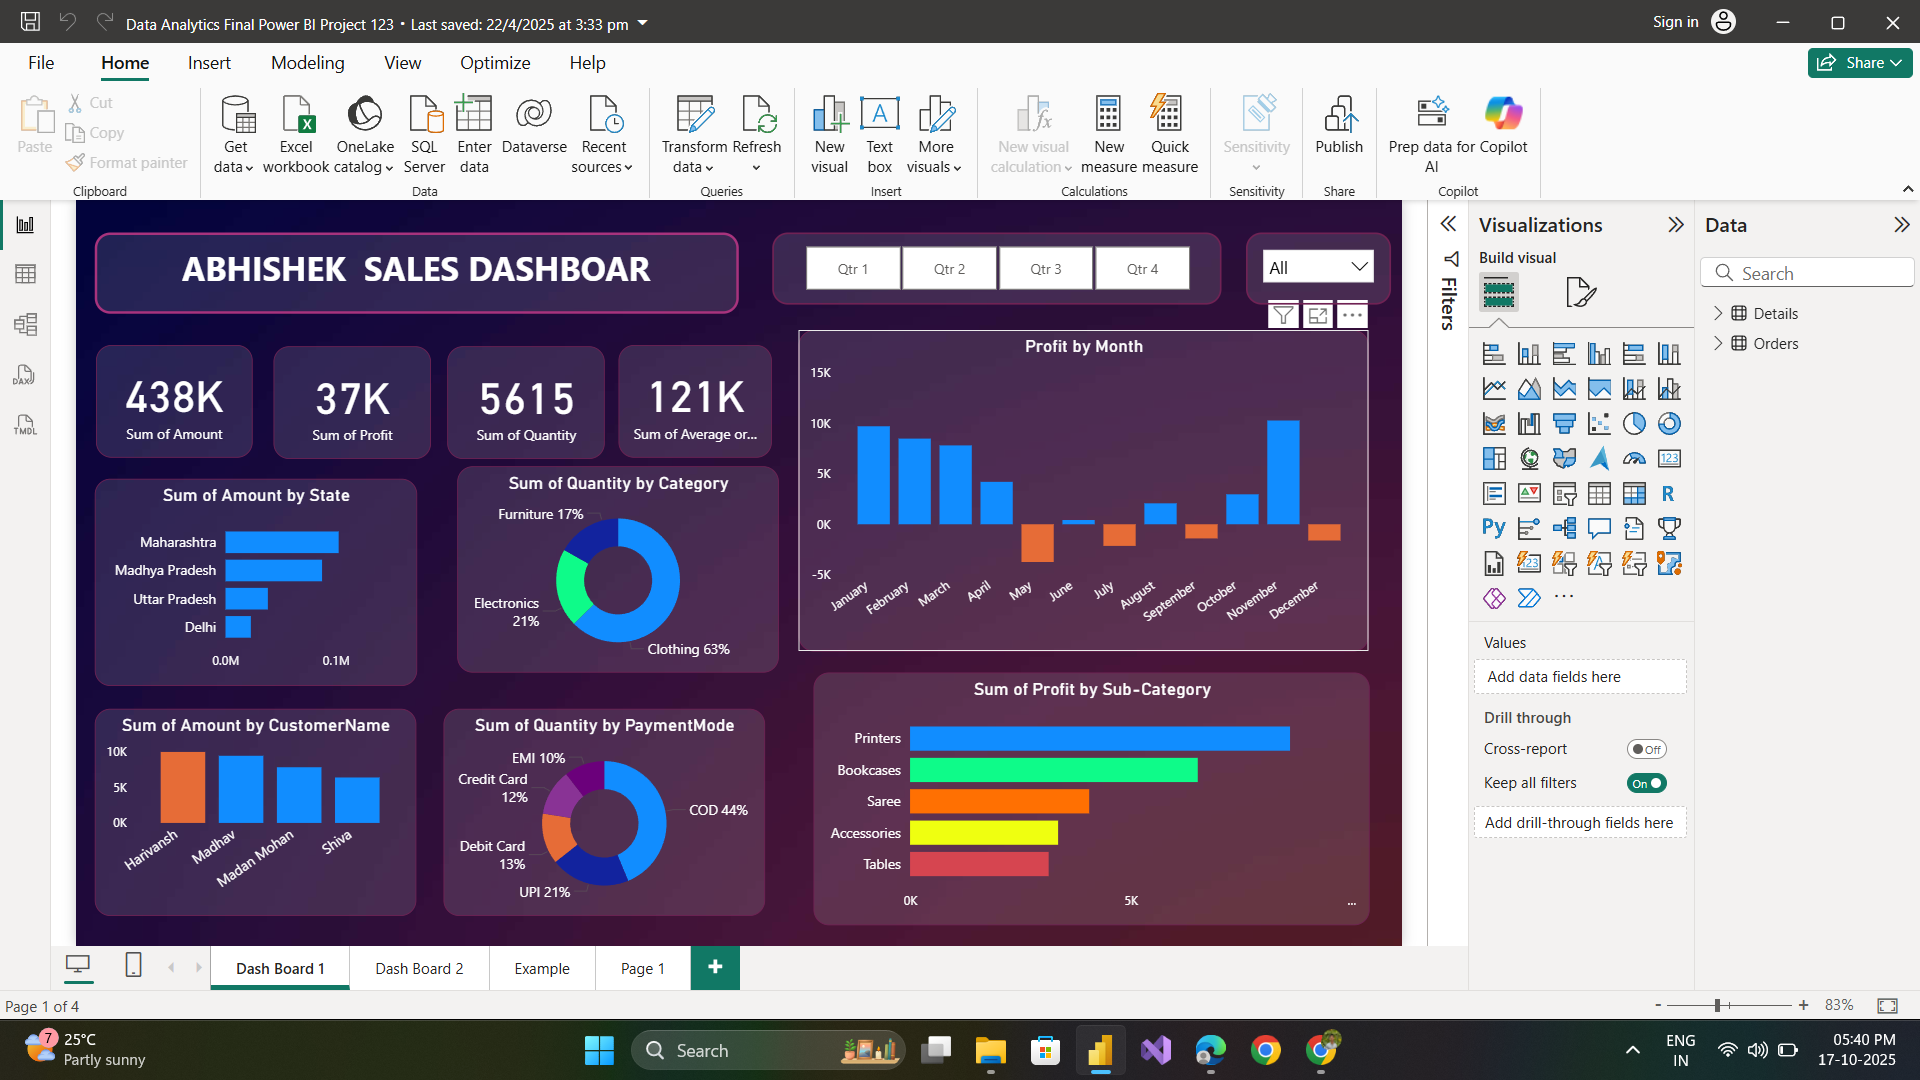 Data Analytics Final Power BI Project 123 • Last saved: 22/4/2025 at 3:33 pm
Sign in
File
Home
Insert
Modeling
View
Optimize
Help
Share
Paste
Cut
Copy
Format painter
Clipboard
Get data
Excel workbook
OneLake catalog
SQL Server
Enter data
Dataverse
Recent sources
Data
Transform data
Refresh
Queries
New visual
Text box
More visuals
Insert
New visual calculation
New measure
Quick measure
Calculations
Sensitivity
Sensitivity
Publish
Share
Prep data for AI
Copilot
Copilot
ABHISHEK  SALES DASHBOAR
Qtr 1
Qtr 2
Qtr 3
Qtr 4
All
438K
Sum of Amount
37K
Sum of Profit
5615
Sum of Quantity
121K
Sum of Average or...
Profit by Month
15K
10K
5K
0K
-5K
January
February
March
April
May
June
July
August
September
October
November
December
Sum of Amount by State
Maharashtra
Madhya Pradesh
Uttar Pradesh
Delhi
0.0M
0.1M
Sum of Quantity by Category
Furniture 17%
Electronics
21%
Clothing 63%
Sum of Amount by CustomerName
10K
5K
0K
Harivansh
Madhav
Madan Mohan
Shiva
Sum of Quantity by PaymentMode
EMI 10%
Credit Card
12%
COD 44%
Debit Card
13%
UPI 21%
Sum of Profit by Sub-Category
Printers
Bookcases
Saree
Accessories
Tables
0K
5K
...
Filters
Visualizations
Build visual
123
R
Py
123
...
Values
Add data fields here
Drill through
Cross-report
Off
Keep all filters
On
Add drill-through fields here
Data
Search
Details
Orders
DAX
TMDL
Dash Board 1
Dash Board 2
Example
Page 1
+
Page 1 of 4
-
+
83%
7
25°C
Partly sunny
Search
ENG
IN
05:40 PM
17-10-2025